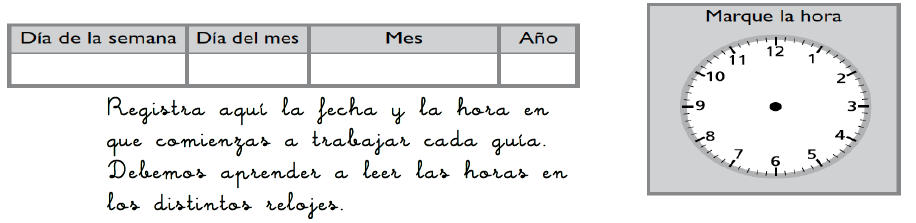 Día de la semana Día del mes Mes Año
Registra aquí la fecha y la hora en
que comienzas a trabajar cada guía.
Debemos aprender a leer las horas en
los distintos relojes.
Marque la hora
12
11 1
10 2
9 3
8 4
7 5
6